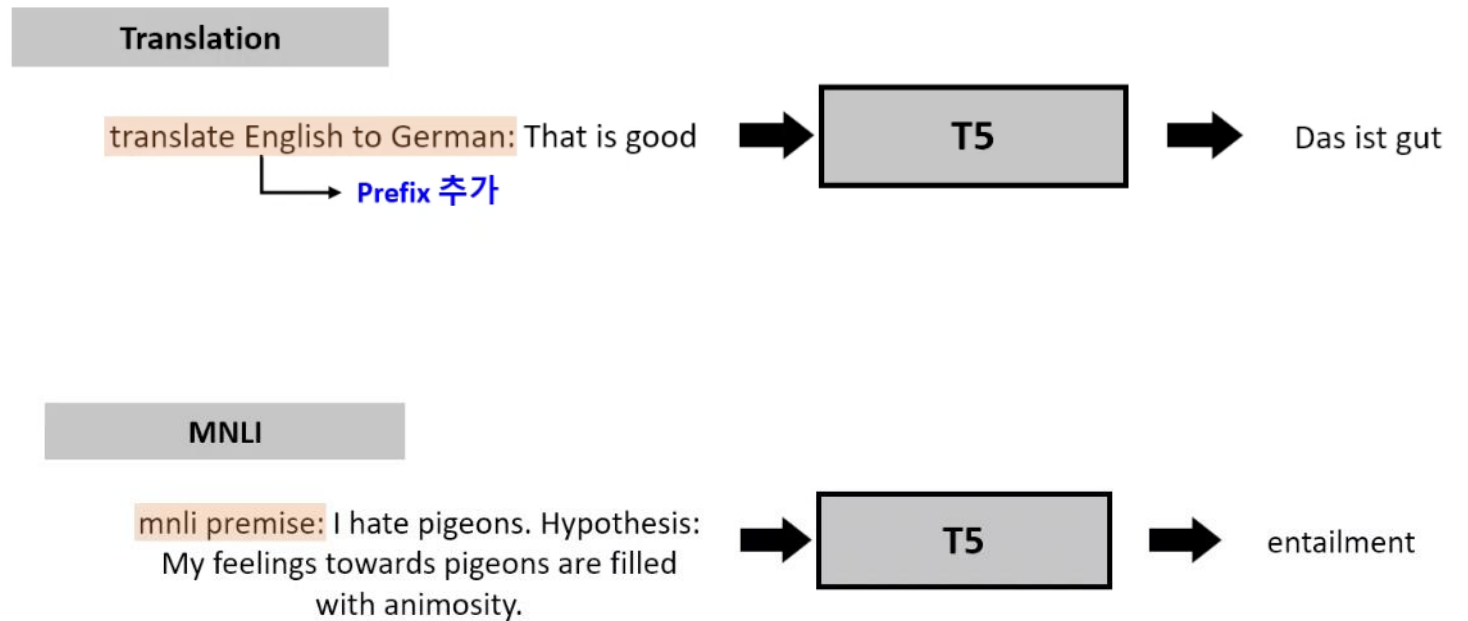 Translation
translate English to German: That is good
T5
Das ist gut
Prefix 추가
MNLI
mnli premise: I hate pigeons. Hypothesis:
My feelings towards pigeons are filled
with animosity.
T5
entailment